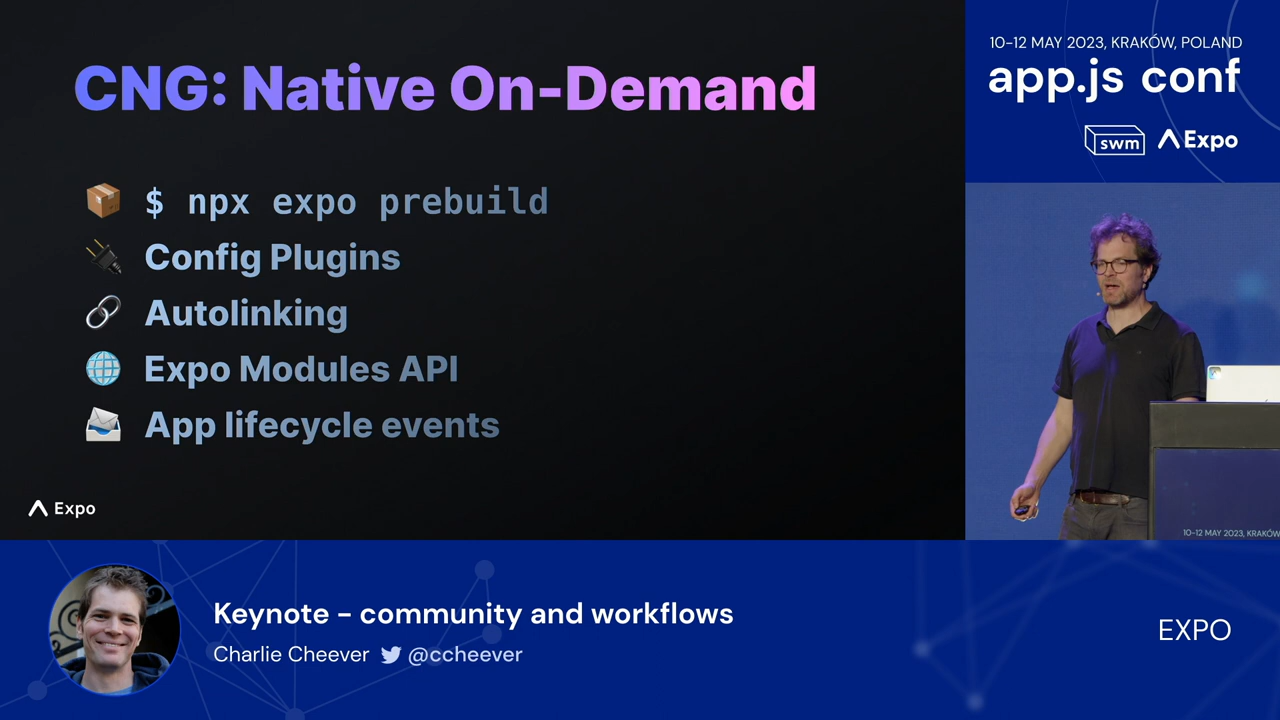 CNG: Native On-Demand
$ npx expo prebuild
Config Plugins
Autolinking
Expo Modules API
App lifecycle events
Expo
10-12 MAY 2023, KRAKÓW, POLAND
app.js conf
swm Expo
10-12 MAY 2023, KRAKÓW
Keynote - community and workflows
Charlie Cheever @ccheever
EXPO